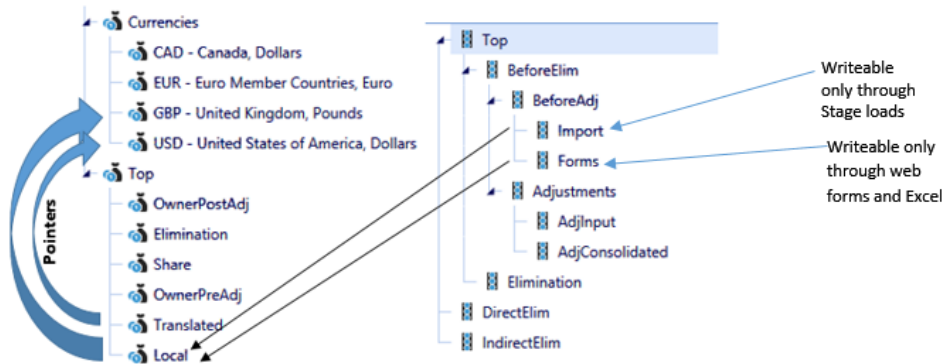 Currencies
CAD - Canada, Dollars
EUR - Euro Member Countries, Euro
GBP - United Kingdom, Pounds
USD - United States of America, Dollars
Top
OwnerPostAdj
Elimination
Share
OwnerPreAdj
Translated
Local
Pointers
Top
BeforeElim
BeforeAdj
Import
Forms
Adjustments
AdjInput
AdjConsolidated
Elimination
DirectElim
IndirectElim
Writeable
only through
Stage loads
Writeable only
through web
forms and Excel